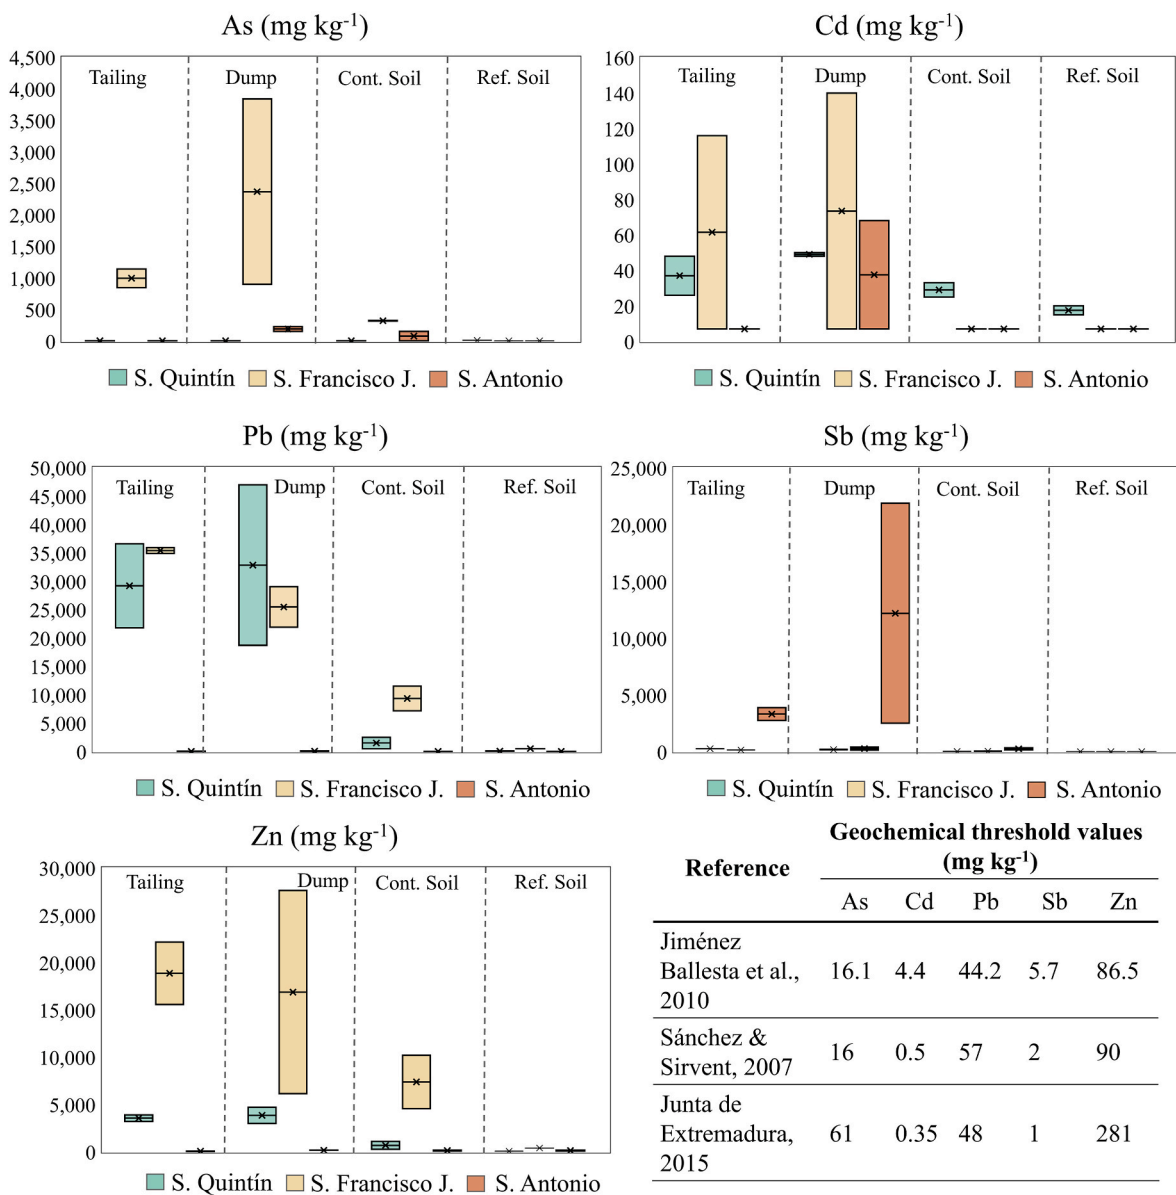 As (mg kg-1)
4,500
4,000
3,500
3,000
2,500
2,000
1,500
1,000
500
0
Tailing Dump Cont. Soil Ref. Soil
S. Quintín S. Francisco J. S. Antonio
Cd (mg kg-1)
160
140
120
100
80
60
40
20
0
Tailing Dump Cont. Soil Ref. Soil
S. Quintín S. Francisco J. S. Antonio
Pb (mg kg-1)
50,000
45,000
40,000
35,000
30,000
25,000
20,000
15,000
10,000
5,000
0
Tailing Dump Cont. Soil Ref. Soil
S. Quintín S. Francisco J. S. Antonio
Sb (mg kg-1)
25,000
20,000
15,000
10,000
5,000
0
Tailing Dump Cont. Soil Ref. Soil
S. Quintín S. Francisco J. S. Antonio
Zn (mg kg-1)
30,000
25,000
20,000
15,000
10,000
5,000
0
Tailing Dump Cont. Soil Ref. Soil
S. Quintín S. Francisco J. S. Antonio
Reference
Geochemical threshold values
(mg kg-1)
As Cd Pb Sb Zn
Jiménez
Ballesta et al., 16.1 4.4 44.2 5.7 86.5
2010
Sánchez &
Sirvent, 2007 16 0.5 57 2 90
Junta de
Extremadura, 61 0.35 48 1 281
2015